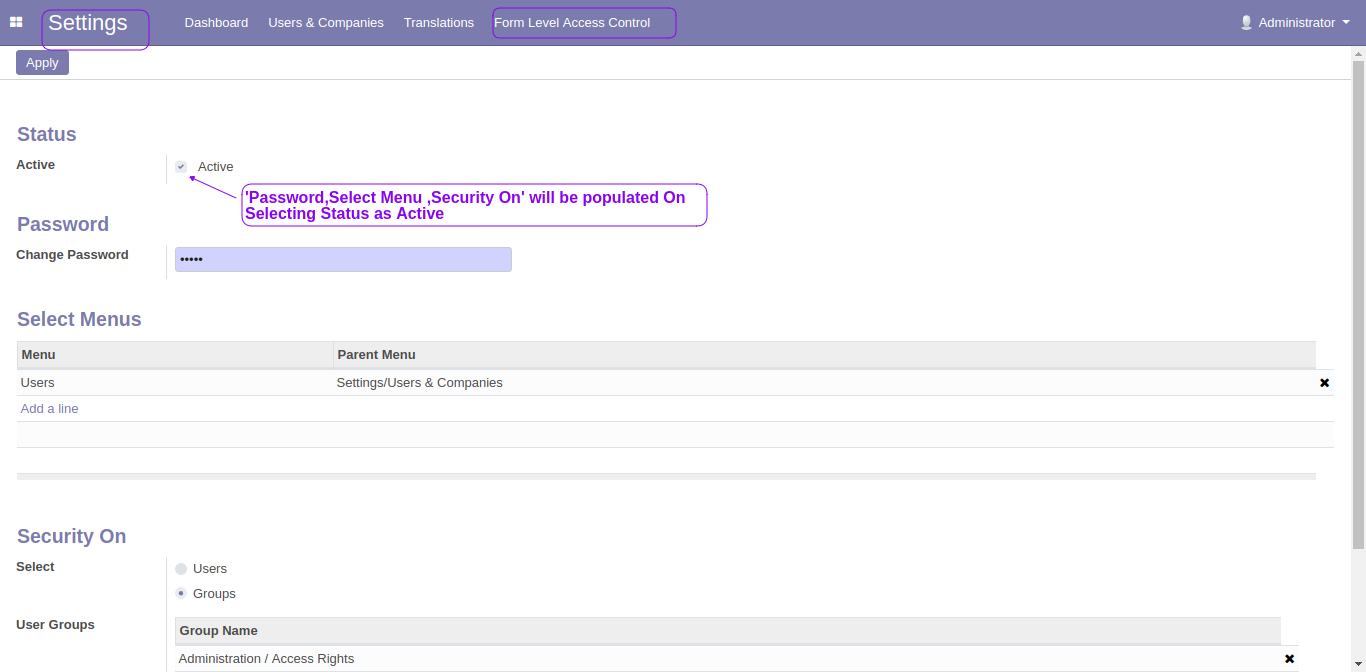 Settings Dashboard Users & Companies Translations Form Level Access Control Administrator
Apply
Status
Active Active
'Password,Select Menu ,Security On' will be populated On
Selecting Status as Active
Password
Change Password •••••
Select Menus
Menu Parent Menu
Users Settings/Users & Companies
Add a line
Security On
Select Users
Groups
User Groups Group Name
Administration / Access Rights